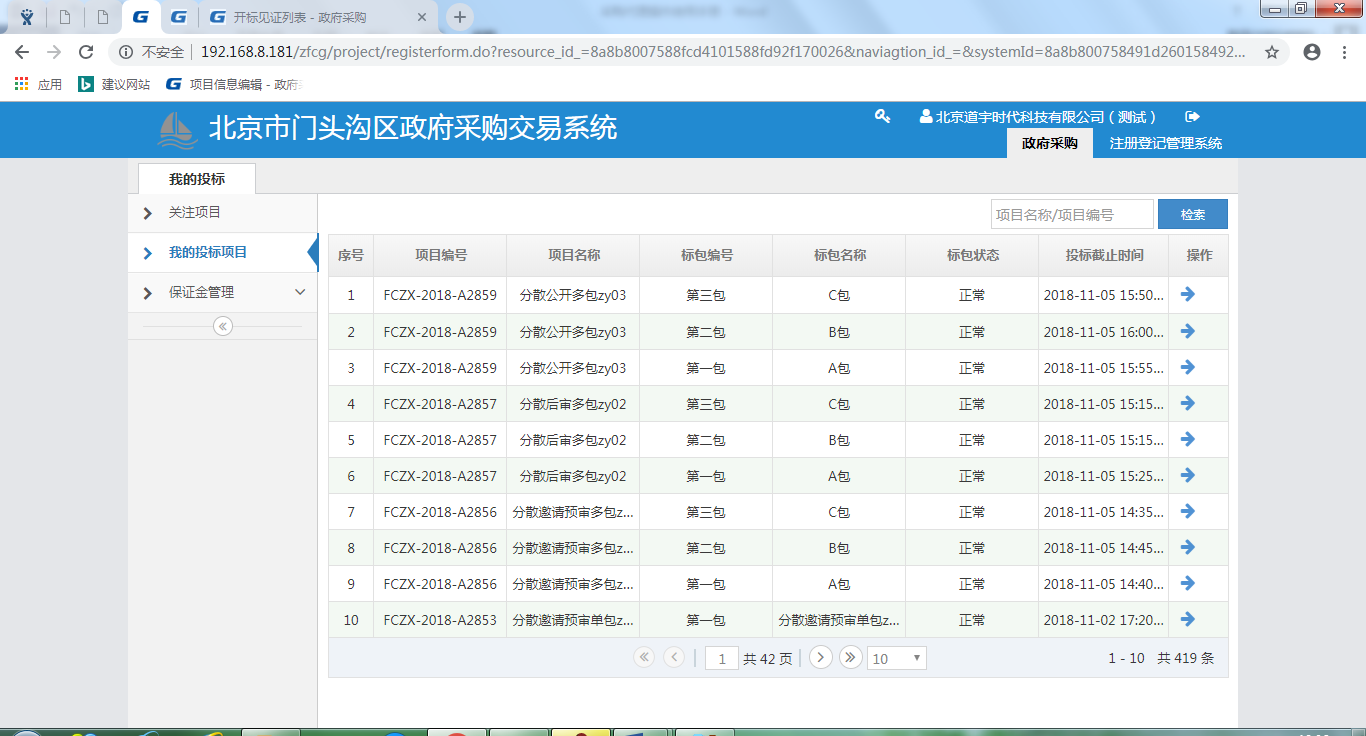 开标见证列表 - 政府采购
不安全 192.168.8.181/zfcg/project/registerform.do?resource_id_=8a8b8007588fcd4101588fd92f170026&naviagtion_id_=&systemId=8a8b800758491d260158492...
应用 建议网站 项目信息编辑 - 政府
北京市门头沟区政府采购交易系统
北京道宇时代科技有限公司（测试）
政府采购 注册登记管理系统
我的投标
关注项目
我的投标项目
保证金管理
项目名称/项目编号 检索
序号 项目编号 项目名称 标包编号 标包名称 标包状态 投标截止时间 操作
1 FCZX-2018-A2859 分散公开多包zy03 第三包 C包 正常 2018-11-05 15:50...
2 FCZX-2018-A2859 分散公开多包zy03 第二包 B包 正常 2018-11-05 16:00...
3 FCZX-2018-A2859 分散公开多包zy03 第一包 A包 正常 2018-11-05 15:55...
4 FCZX-2018-A2857 分散后审多包zy02 第三包 C包 正常 2018-11-05 15:15...
5 FCZX-2018-A2857 分散后审多包zy02 第二包 B包 正常 2018-11-05 15:15...
6 FCZX-2018-A2857 分散后审多包zy02 第一包 A包 正常 2018-11-05 15:25...
7 FCZX-2018-A2856 分散邀请预审多包z... 第三包 C包 正常 2018-11-05 14:35...
8 FCZX-2018-A2856 分散邀请预审多包z... 第二包 B包 正常 2018-11-05 14:45...
9 FCZX-2018-A2856 分散邀请预审多包z... 第一包 A包 正常 2018-11-05 14:40...
10 FCZX-2018-A2853 分散邀请预审单包z... 第一包 分散邀请预审单包z... 正常 2018-11-02 17:20...
1 共 42 页 10 1 - 10 共 419 条